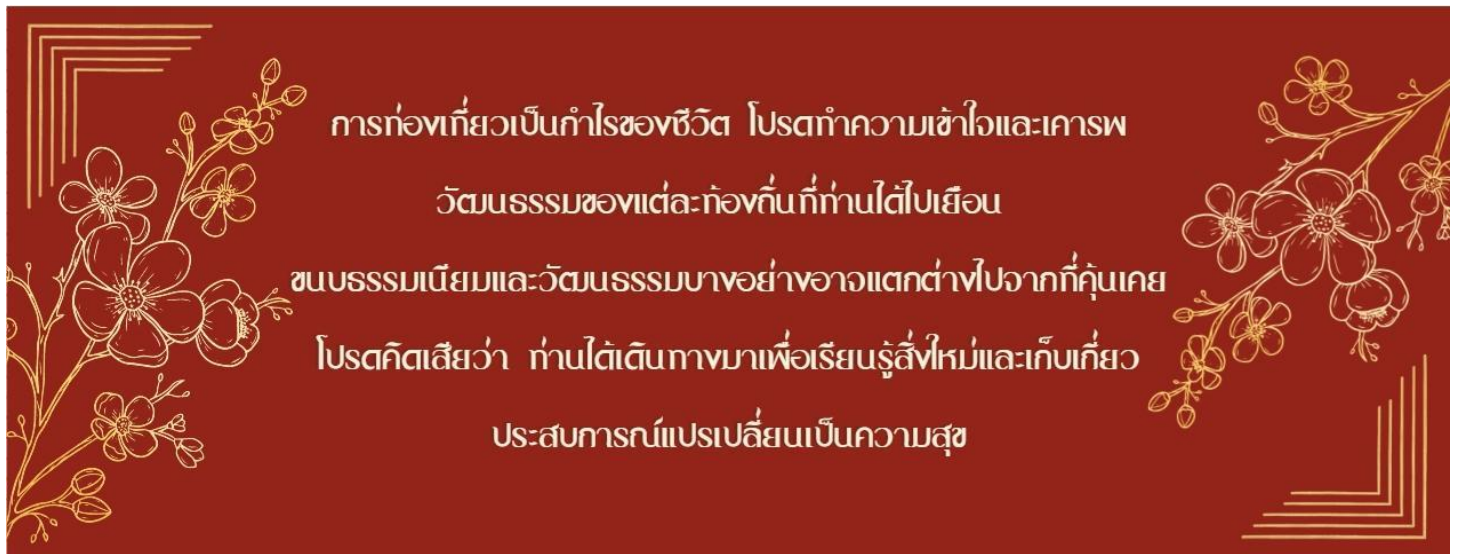 การท่องเที่ยวเป็นกำไรของชีวิต โปรดทำความเข้าใจและเคารพ
วัฒนธรรมของแต่ละท้องถิ่นที่ท่านได้ไปเยือน
ขนบธรรมเนียมและวัฒนธรรมบางอย่างอาจแตกต่างไปจากที่คุ้นเคย
โปรดคิดเสียว่า ท่านได้เดินทางมาเพื่อเรียนรู้สิ่งใหม่และเก็บเกี่ยว
ประสบการณ์แปรเปลี่ยนเป็นความสุข